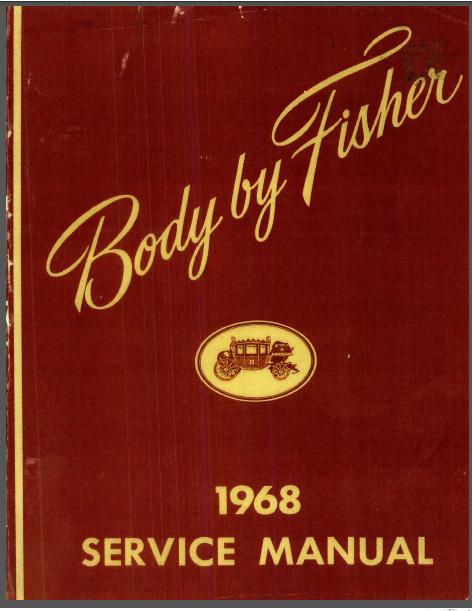 Body by Fisher
1968
SERVICE MANUAL